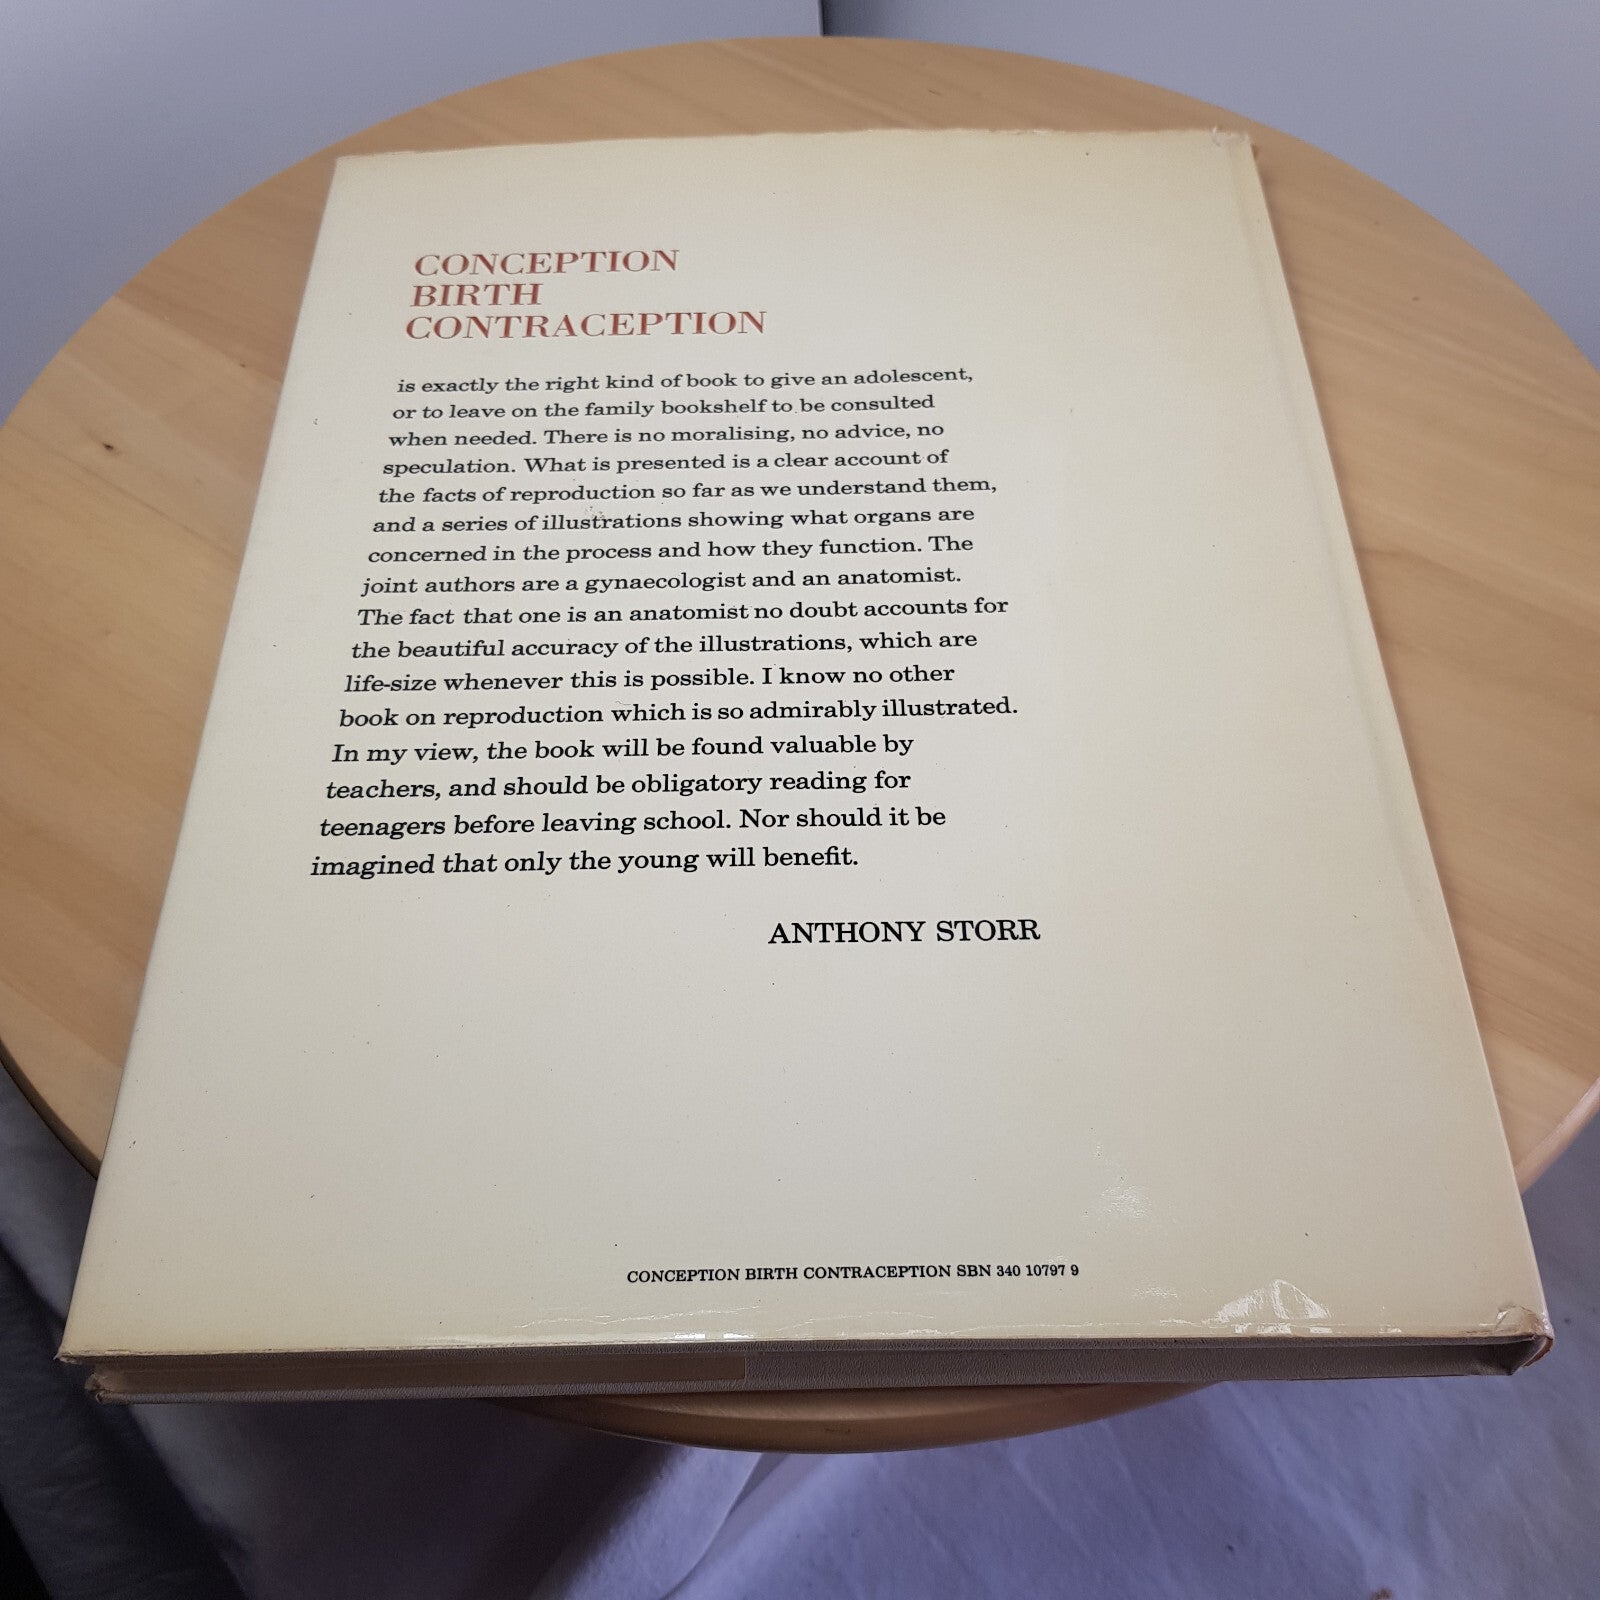 CONCEPTION
BIRTH
CONTRACEPTION
is exactly the right kind of book to give an adolescent,
or to leave on the family bookshelf to be consulted
when needed. There is no moralising, no advice, no
speculation. What is presented is a clear account of
the facts of reproduction so far as we understand them,
and a series of illustrations showing what organs are
concerned in the process and how they function. The
joint authors are a gynaecologist and an anatomist.
The fact that one is an anatomist no doubt accounts for
the beautiful accuracy of the illustrations, which are
life-size whenever this is possible. I know no other
book on reproduction which is so admirably illustrated.
In my view, the book will be found valuable by
teachers, and should be obligatory reading for
teenagers before leaving school. Nor should it be
imagined that only the young will benefit.
ANTHONY STORR
CONCEPTION BIRTH CONTRACEPTION SBN 340 10797 9